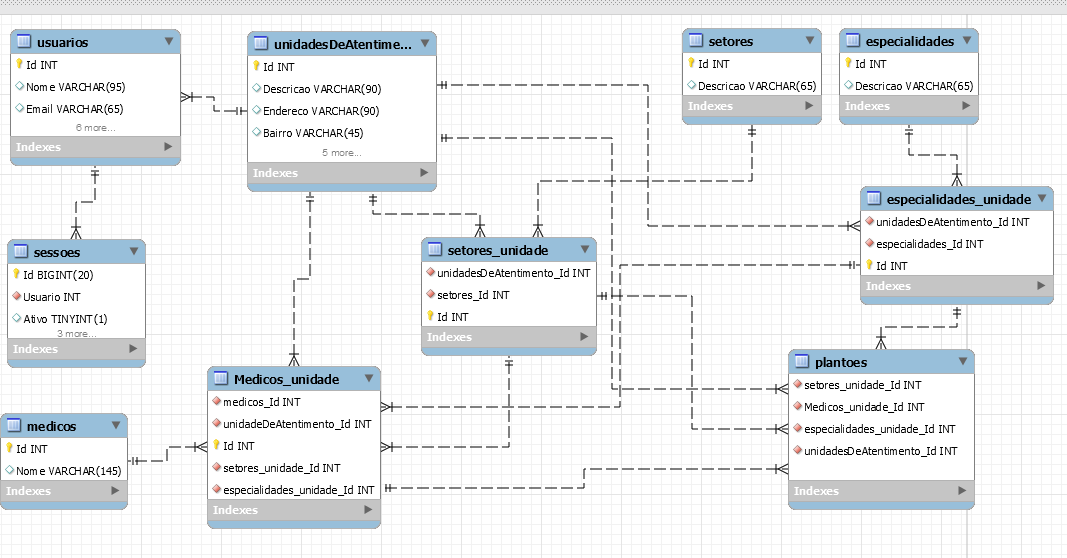 usuarios
Id INT
Nome VARCHAR(95)
Email VARCHAR(65)
6 more...
Indexes
unidadesDeAtentime...
Id INT
Descricao VARCHAR(90)
Endereco VARCHAR(90)
Bairro VARCHAR(45)
5 more...
Indexes
setores
Id INT
Descricao VARCHAR(65)
Indexes
especialidades
Id INT
Descricao VARCHAR(65)
Indexes
especialidades_unidade
unidadesDeAtentimento_Id INT
especialidades_Id INT
Id INT
Indexes
sessoes
Id BIGINT(20)
Usuario INT
Ativo TINYINT(1)
3 more...
Indexes
setores_unidade
unidadesDeAtentimento_Id INT
setores_Id INT
Id INT
Indexes
Medicos_unidade
medicos_Id INT
unidadeDeAtentimento_Id INT
Id INT
setores_unidade_Id INT
especialidades_unidade_Id INT
Indexes
plantoes
setores_unidade_Id INT
Medicos_unidade_Id INT
especialidades_unidade_Id INT
unidadesDeAtentimento_Id INT
Indexes
medicos
Id INT
Nome VARCHAR(145)
Indexes